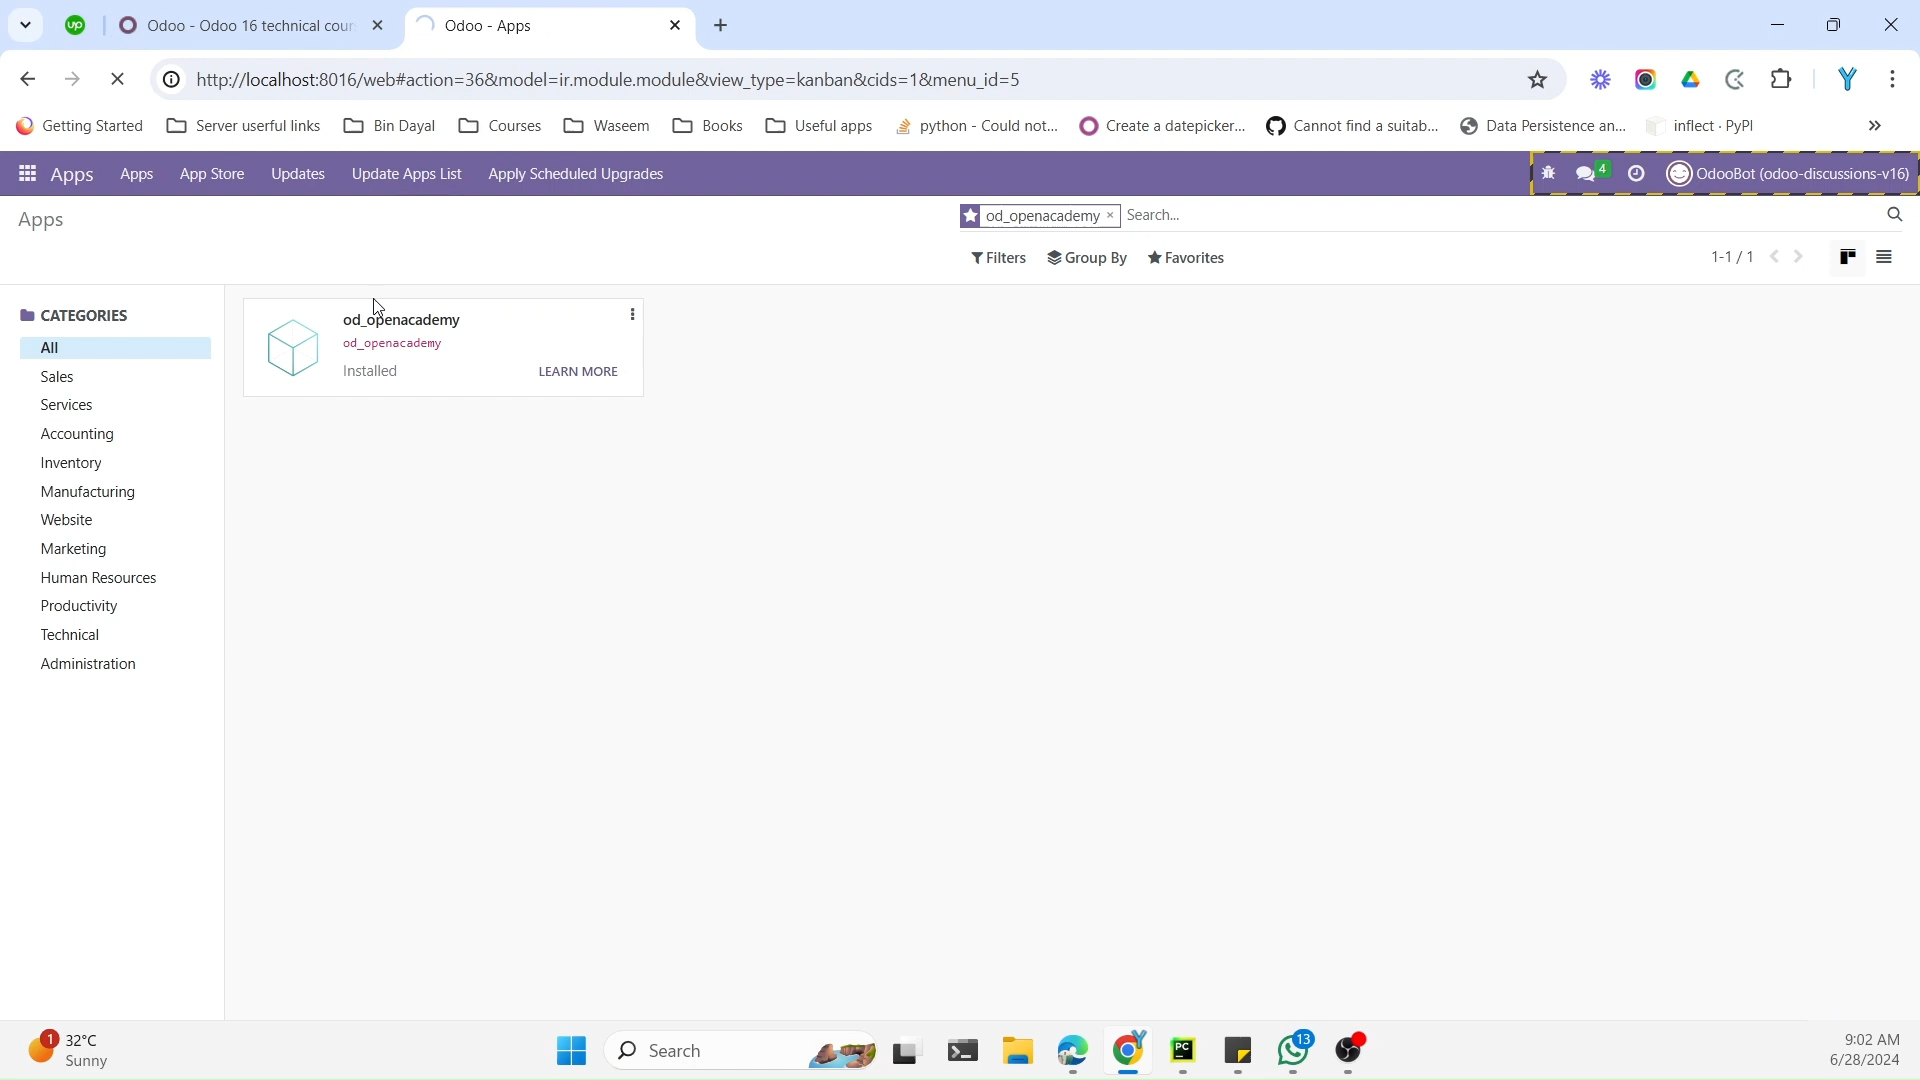 Odoo - Odoo 16 technical cour
Odoo - Apps
http://localhost:8016/web#action=36&model=ir.module.module&view_type=kanban&cids=1&menu_id=5
Getting Started
Server userful links
Bin Dayal
Courses
Waseem
Books
Useful apps
python - Could not...
Create a datepicker...
Cannot find a suitab...
Data Persistence an...
inflect · PyPI
Apps
Apps
App Store
Updates
Update Apps List
Apply Scheduled Upgrades
4
OdooBot (odoo-discussions-v16)
Apps
od_openacademy ×
Search...
Filters
Group By
Favorites
1-1 / 1
CATEGORIES
All
Sales
Services
Accounting
Inventory
Manufacturing
Website
Marketing
Human Resources
Productivity
Technical
Administration
od_openacademy
od_openacademy
Installed
LEARN MORE
1
32°C
Sunny
Search
PC
13
9:02 AM
6/28/2024